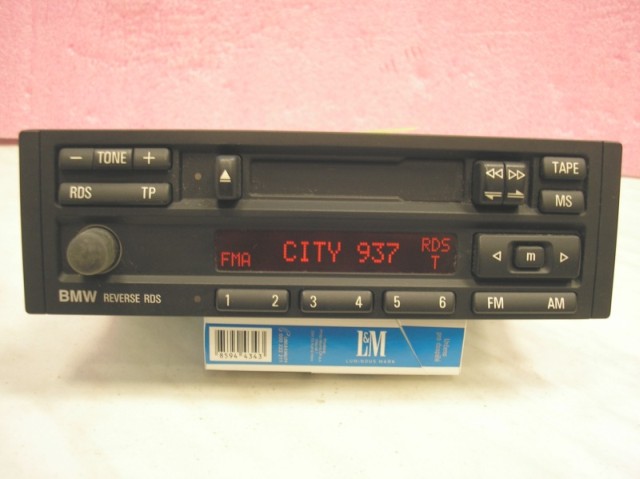 − TONE +
TAPE
RDS TP
MS
FMA CITY 937 RDS T
m
BMW REVERSE RDS
1 2 3 4 5 6 FM AM
L&M
85944343